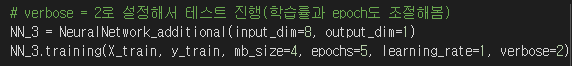 # verbose = 2로 설정해서 테스트 진행(학습률과 epoch도 조절해봄)
NN_3 = NeuralNetwork_additional(input_dim=8, output_dim=1)
NN_3.training(X_train, y_train, mb_size=4, epochs=5, learning_rate=1, verbose=2)